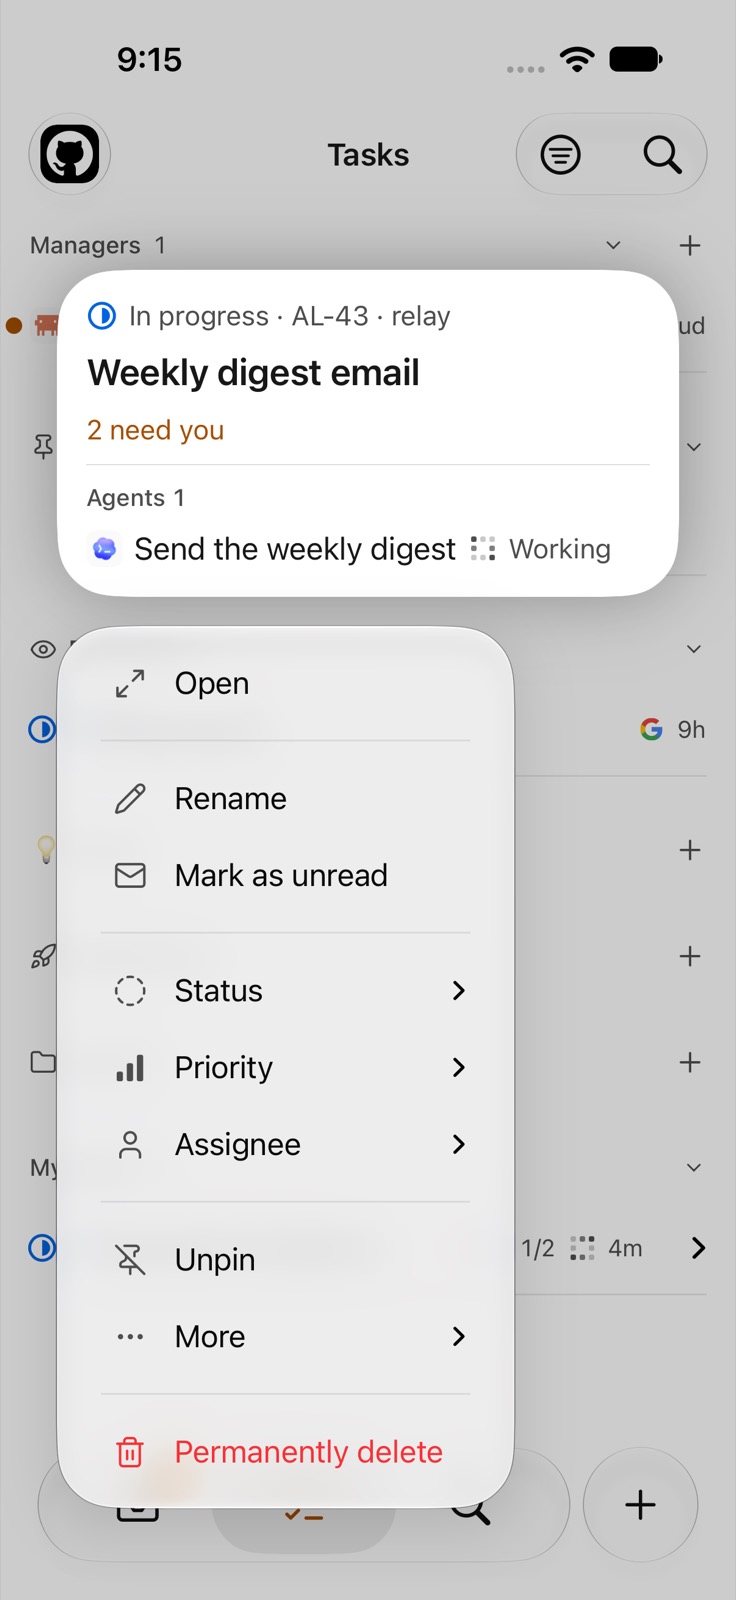 9:15
Tasks
Managers 1
In progress · AL-43 · relay
ud
Weekly digest email
2 need you
Agents 1
Send the weekly digest Working
Open
9h
Rename
Mark as unread
Status
Priority
Assignee
My
Unpin
1/2 4m
More
Permanently delete